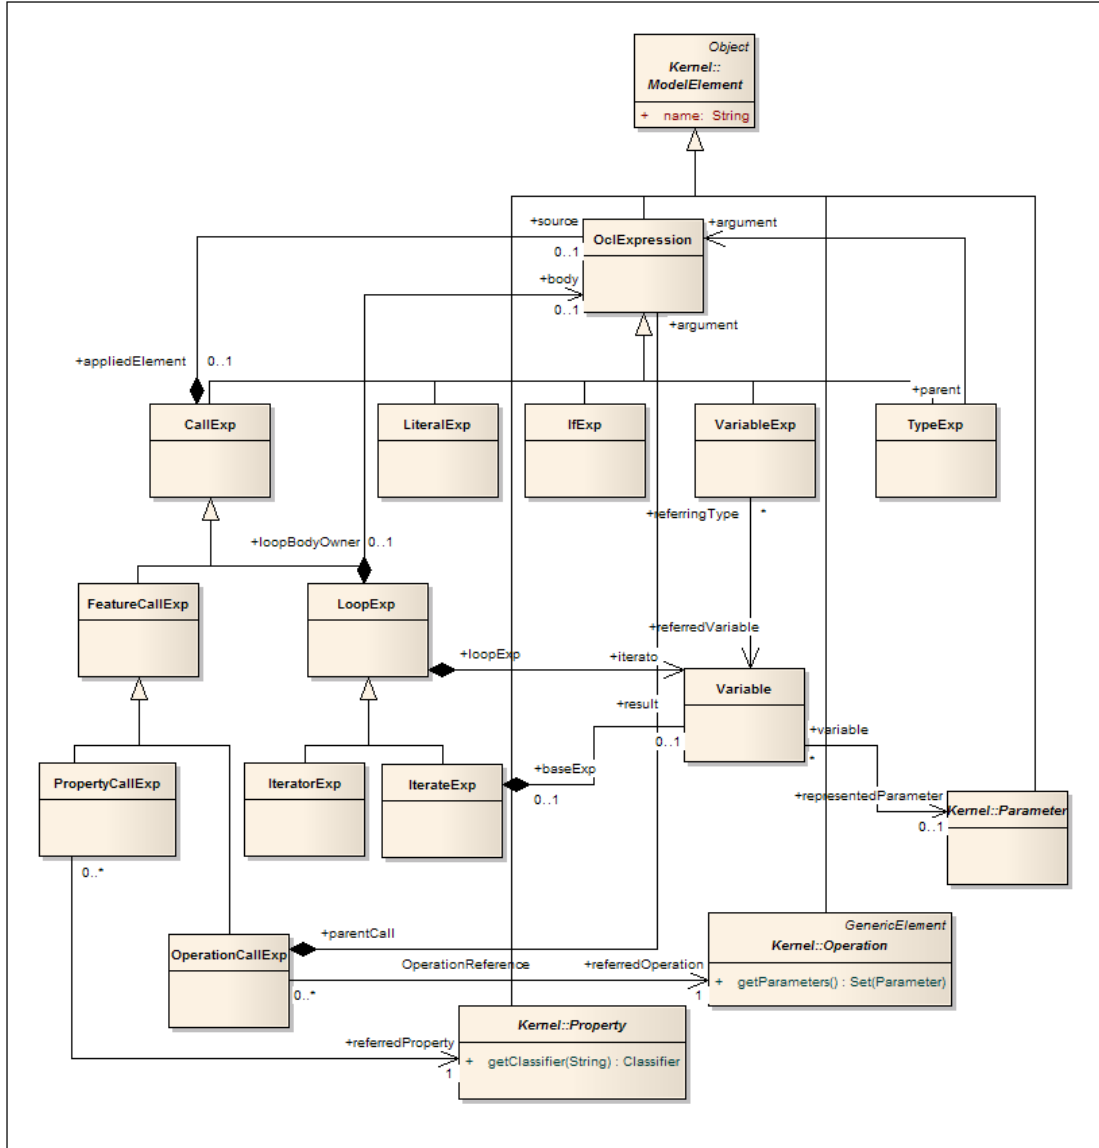 Object
Kernel::
ModelElement
+ name: String
+source
+argument
OclExpression
0..1
+body
0..1
+argument
+appliedElement 0..1
+parent
CallExp
LiteralExp
IfExp
VariableExp
TypeExp
+referringType *
+loopBodyOwner 0..1
FeatureCallExp
LoopExp
+referredVariable
+loopExp
+iterato
Variable
+result
0..1
+variable
*
PropertyCallExp
IteratorExp
IterateExp
+baseExp
0..1
+representedParameter
Kernel::Parameter
0..1
0..*
OperationCallExp
+parentCall
GenericElement
Kernel::Operation
OperationReference
+referredOperation
+ getParameters() : Set(Parameter)
0..*
1
Kernel::Property
+referredProperty
+ getClassifier(String) : Classifier
1